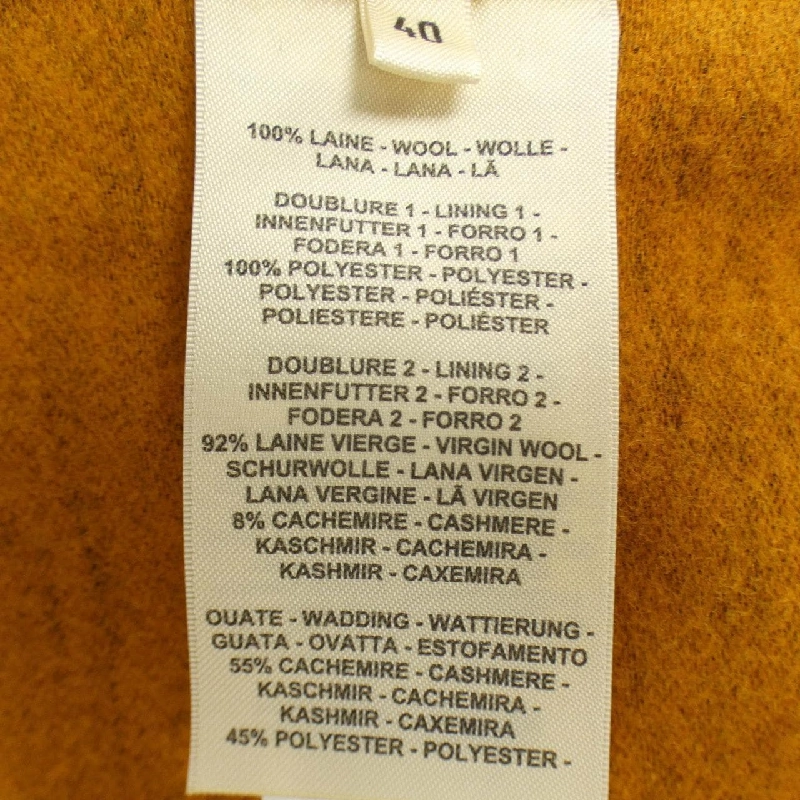 40
100% LAINE - WOOL - WOLLE -
LANA - LANA - LÃ
DOUBLURE 1 - LINING 1 -
INNENFUTTER 1 - FORRO 1 -
FODERA 1 - FORRO 1
100% POLYESTER - POLYESTER -
POLYESTER - POLIÉSTER -
POLIESTERE - POLIÉSTER
DOUBLURE 2 - LINING 2 -
INNENFUTTER 2 - FORRO 2 -
FODERA 2 - FORRO 2
92% LAINE VIERGE - VIRGIN WOOL -
SCHURWOLLE - LANA VIRGEN -
LANA VERGINE - LÃ VIRGEN
8% CACHEMIRE - CASHMERE -
KASCHMIR - CACHEMIRA -
KASHMIR - CAXEMIRA
OUATE - WADDING - WATTIERUNG -
GUATA - OVATTA - ESTOFAMENTO
55% CACHEMIRE - CASHMERE -
KASCHMIR - CACHEMIRA -
KASHMIR - CAXEMIRA
45% POLYESTER - POLYESTER -